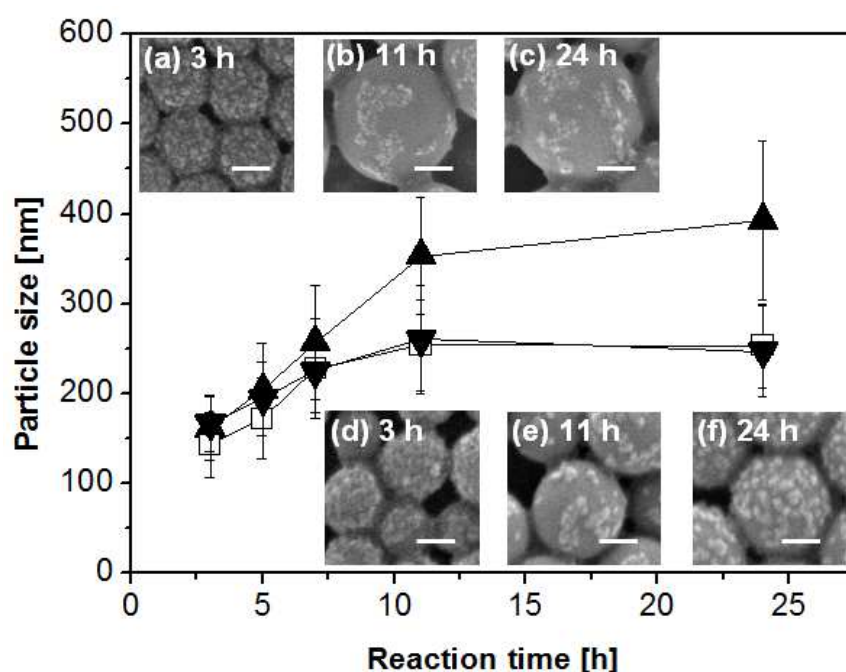 600
500
400
300
200
100
0
Particle size [nm]
(a) 3 h
(b) 11 h
(c) 24 h
(d) 3 h
(e) 11 h
(f) 24 h
0
5
10
15
20
25
Reaction time [h]